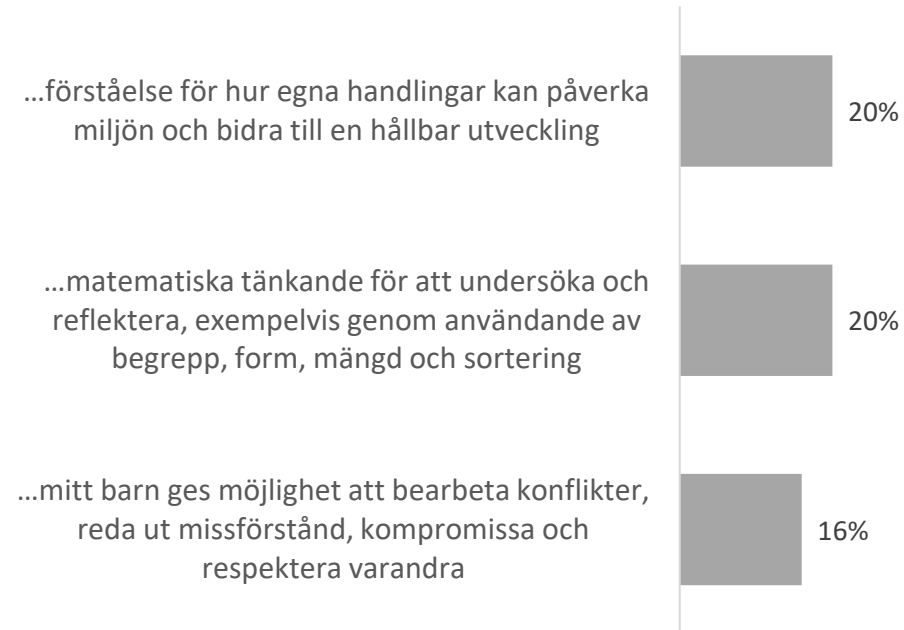 ...förståelse för hur egna handlingar kan påverka
miljön och bidra till en hållbar utveckling
20%
...matematiska tänkande för att undersöka och
reflektera, exempelvis genom användande av
begrepp, form, mängd och sortering
20%
...mitt barn ges möjlighet att bearbeta konflikter,
reda ut missförstånd, kompromissa och
respektera varandra
16%